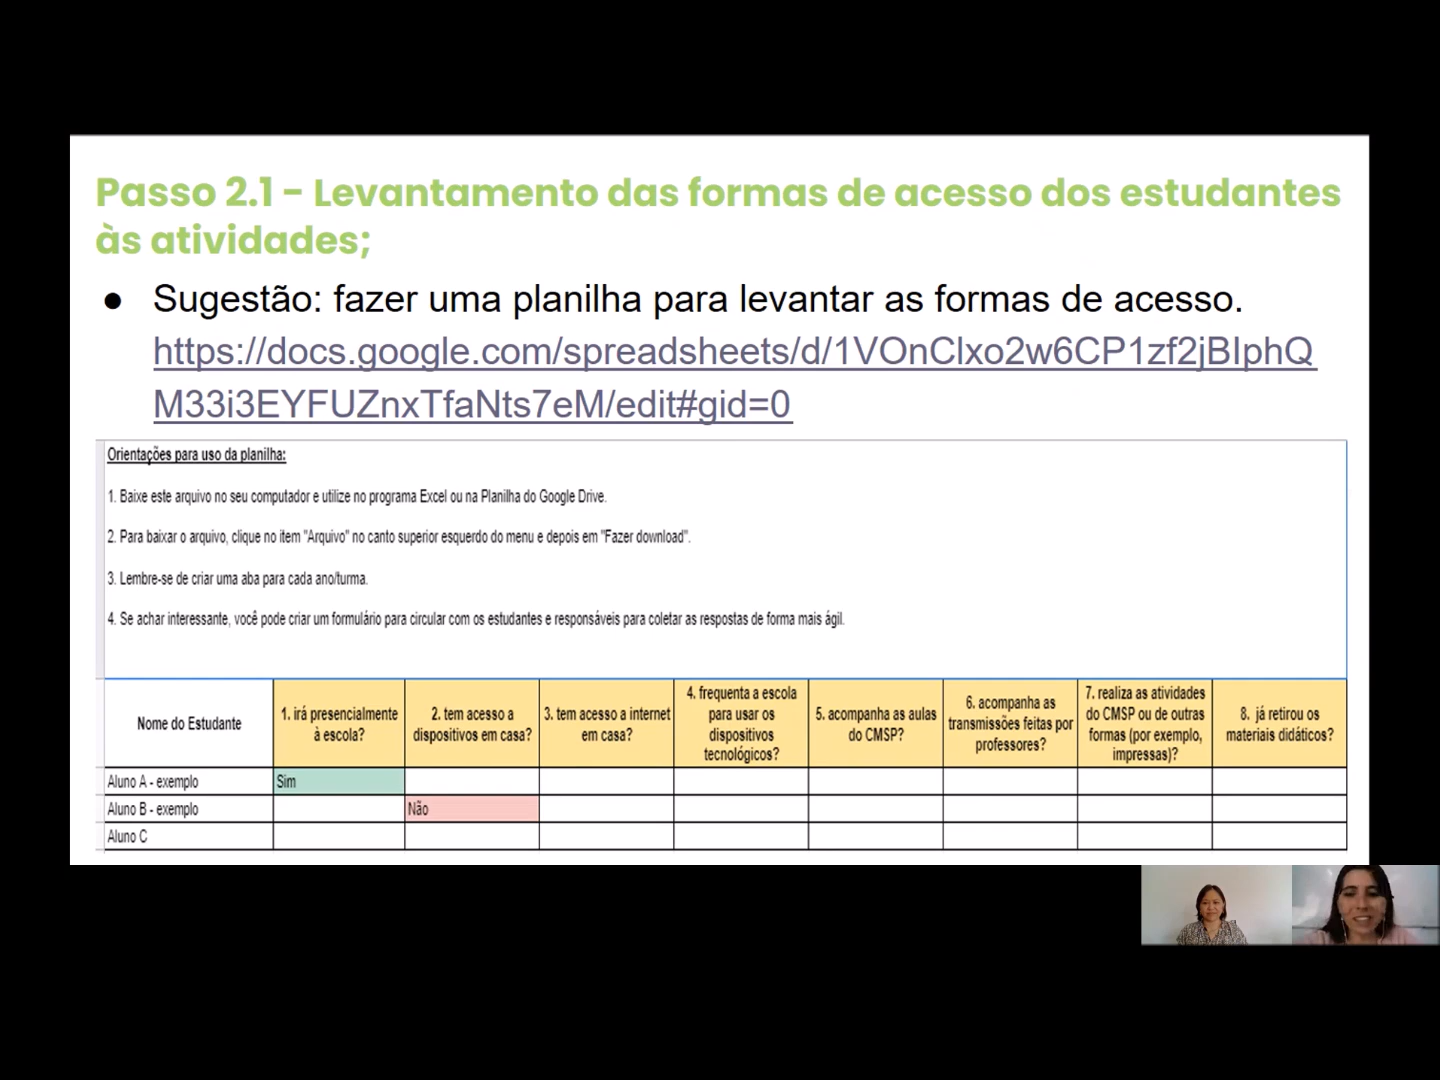 Passo 2.1 - Levantamento das formas de acesso dos estudantes
às atividades;
● Sugestão: fazer uma planilha para levantar as formas de acesso.
https://docs.google.com/spreadsheets/d/1VOnClxo2w6CP1zf2jBIphQ
M33i3EYFUZnxTfaNts7eM/edit#gid=0
Orientações para uso da planilha:
1. Baixe este arquivo no seu computador e utilize no programa Excel ou na Planilha do Google Drive.
2. Para baixar o arquivo, clique no item "Arquivo" no canto superior esquerdo do menu e depois em "Fazer download".
3. Lembre-se de criar uma aba para cada ano/turma.
4. Se achar interessante, você pode criar um formulário para circular com os estudantes e responsáveis para coletar as respostas de forma mais ágil.
Nome do Estudante
1. irá presencialmente
à escola?
2. tem acesso a
dispositivos em casa?
3. tem acesso a internet
em casa?
4. frequenta a escola
para usar os
dispositivos
tecnológicos?
5. acompanha as aulas
do CMSP?
6. acompanha as
transmissões feitas por
professores?
7. realiza as atividades
do CMSP ou de outras
formas (por exemplo,
impressas)?
8. já retirou os
materiais didáticos?
Aluno A - exemplo
Sim
Aluno B - exemplo
Não
Aluno C